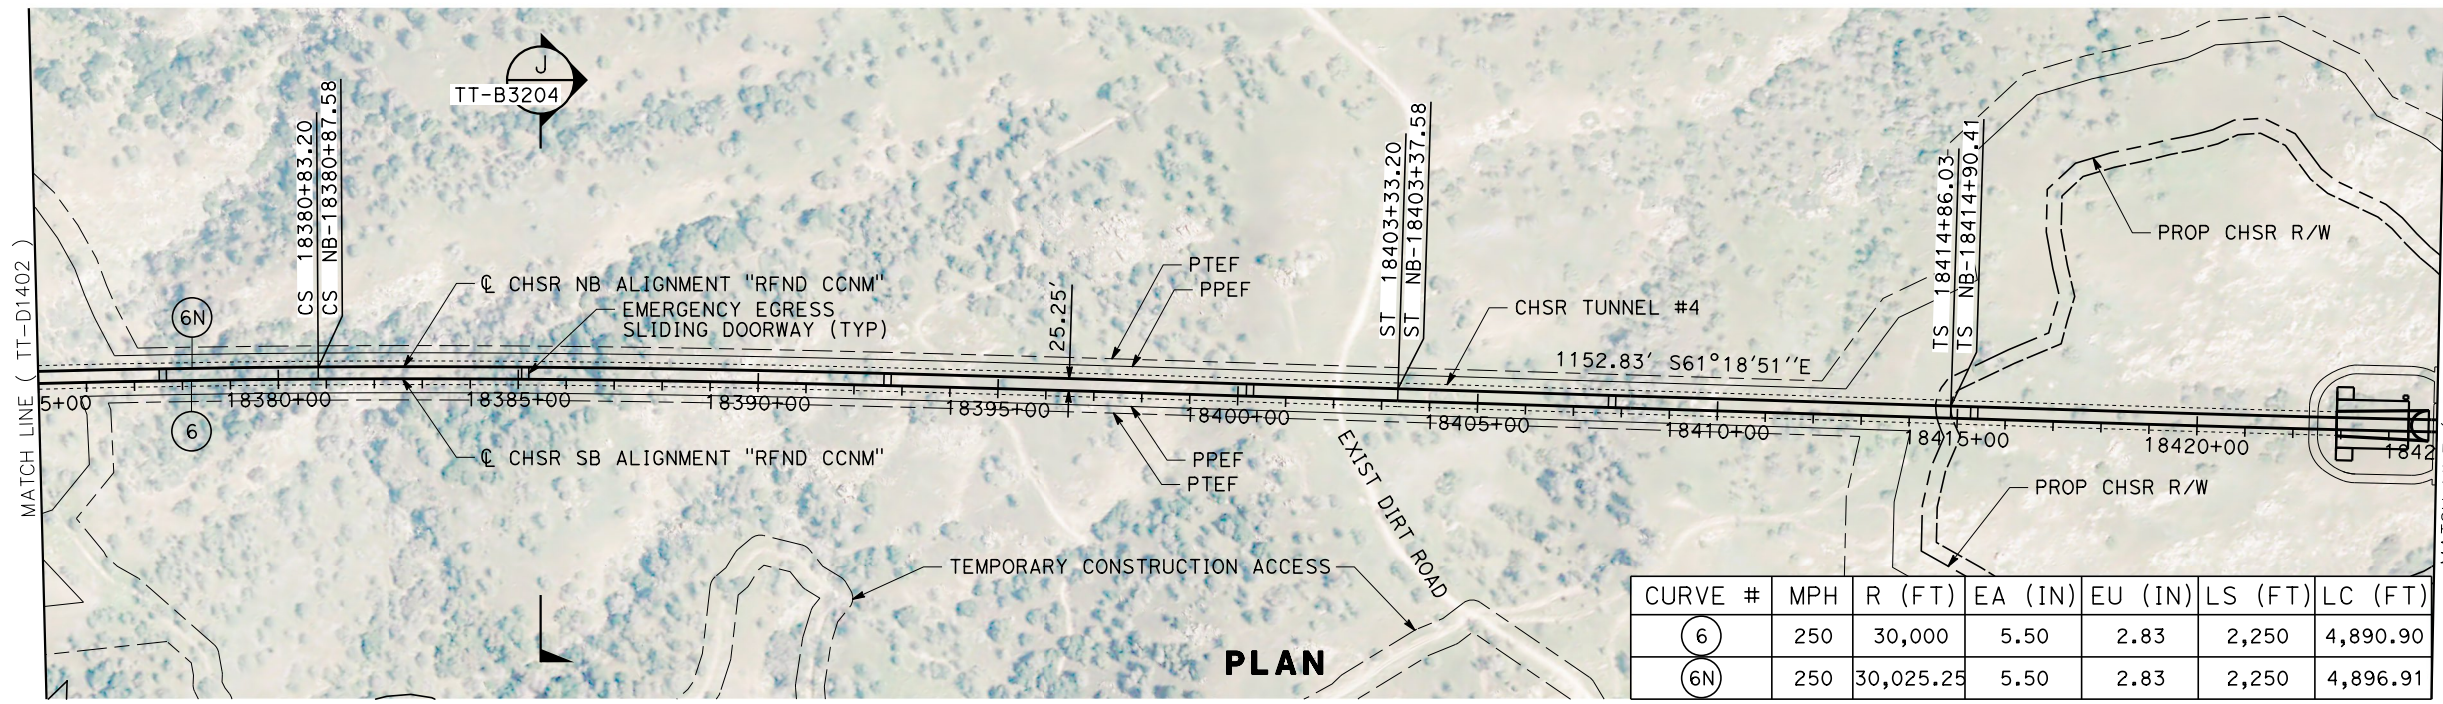 J
TT-B3204
MATCH LINE ( TT-D1402 )
CS 18380+83.20
CS NB-18380+87.58
ST 18403+33.20
ST NB-18403+37.58
TS 18414+86.03
TS NB-18414+90.41
PROP CHSR R/W
6N
℄ CHSR NB ALIGNMENT "RFND CCNM"
EMERGENCY EGRESS
SLIDING DOORWAY (TYP)
25.25'
PTEF
PPEF
CHSR TUNNEL #4
1152.83' S61°18'51''E
5+00
18380+00
18385+00
18390+00
18395+00
18400+00
18405+00
18410+00
18415+00
18420+00
1842
6
℄ CHSR SB ALIGNMENT "RFND CCNM"
PPEF
PTEF
EXIST DIRT ROAD
PROP CHSR R/W
TEMPORARY CONSTRUCTION ACCESS
PLAN
CURVE # MPH R (FT) EA (IN) EU (IN) LS (FT) LC (FT)
6 250 30,000 5.50 2.83 2,250 4,890.90
6N 250 30,025.25 5.50 2.83 2,250 4,896.91